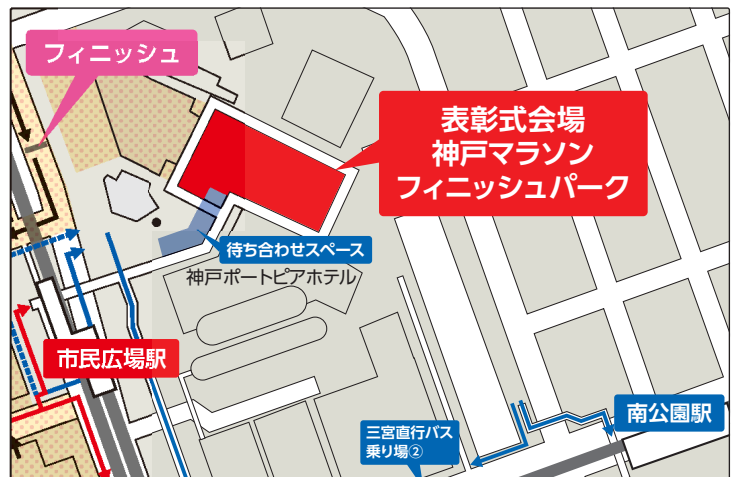 フィニッシュ
表彰式会場
神戸マラソン
フィニッシュパーク
待ち合わせスペース
神戸ポートピアホテル
市民広場駅
南公園駅
三宮直行バス
乗り場②